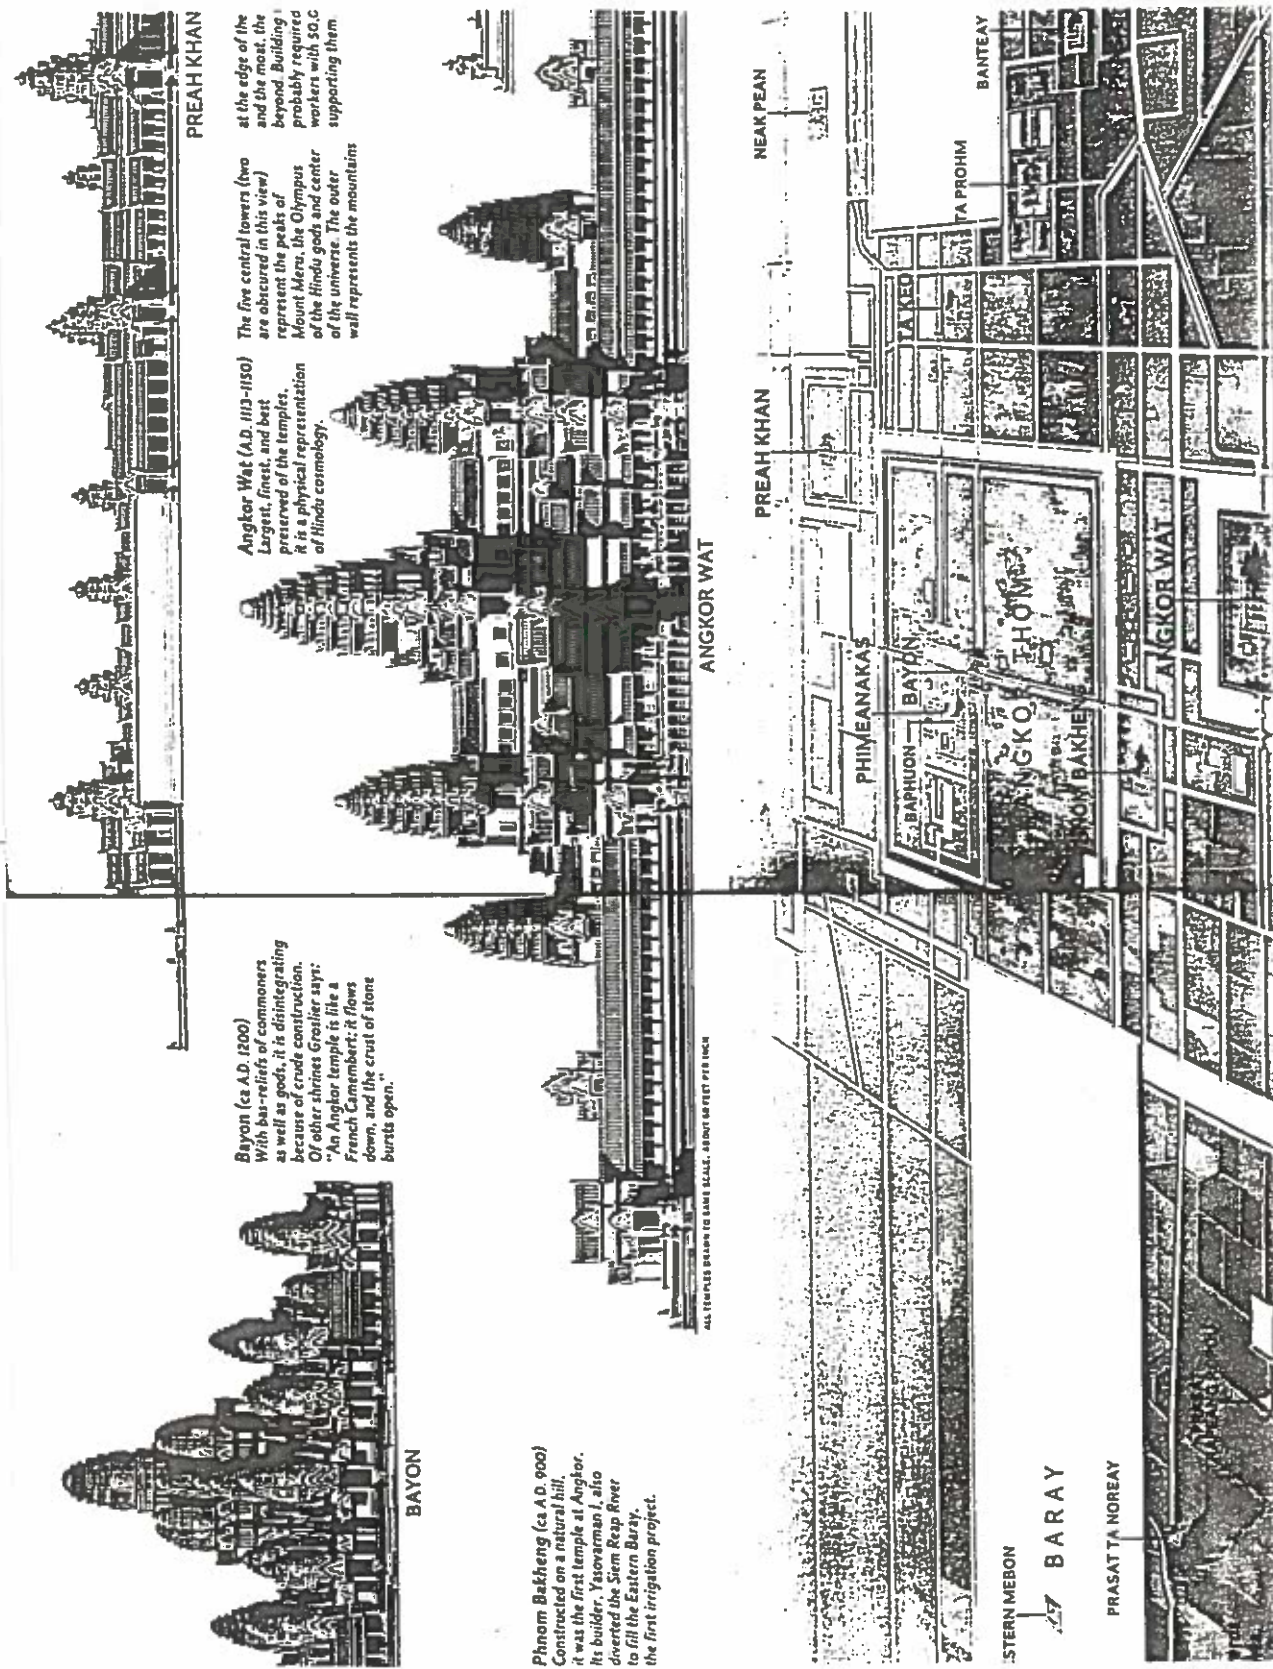 PREAH KHAN
at the edge of the
and the moat, the
beyond. Building
probably required
workers with 50,0
supporting them.
The five central towers (two
are obscured in this view)
represent the peaks of
Mount Meru, the Olympus
of the Hindu gods and center
of the universe. The outer
wall represents the mountains
Angkor Wat (A.D. 1113-1150)
Largest, finest, and best
preserved of the temples,
it is a physical representation
of Hindu cosmology.
Bayon (ca A.D. 1200)
With bas-reliefs of commoners
as well as gods, it is disintegrating
because of crude construction.
Of other shrines Groslier says:
"An Angkor temple is like a
French Camembert; it flows
down, and the crust of stone
bursts open."
BAYON
ANGKOR WAT
ALL TEMPLES DRAWN TO SAME SCALE, ABOUT 60 FEET PER INCH
Phnom Bakheng (ca A.D. 900)
Constructed on a natural hill,
it was the first temple at Angkor.
Its builder, Yasovarman I, also
diverted the Siem Reap River
to fill the Eastern Baray,
the first irrigation project.
NEAK PEAN
BANTEAY
TA PROHM
PREAH KHAN
TA KEO
PHIMEANAKAS
BAPHUON
BAYON
ANGKOR THOM
PHNOM BAKHENG
ANGKOR WAT
STERN MEBON
BARAY
PRASAT TA NOREAY